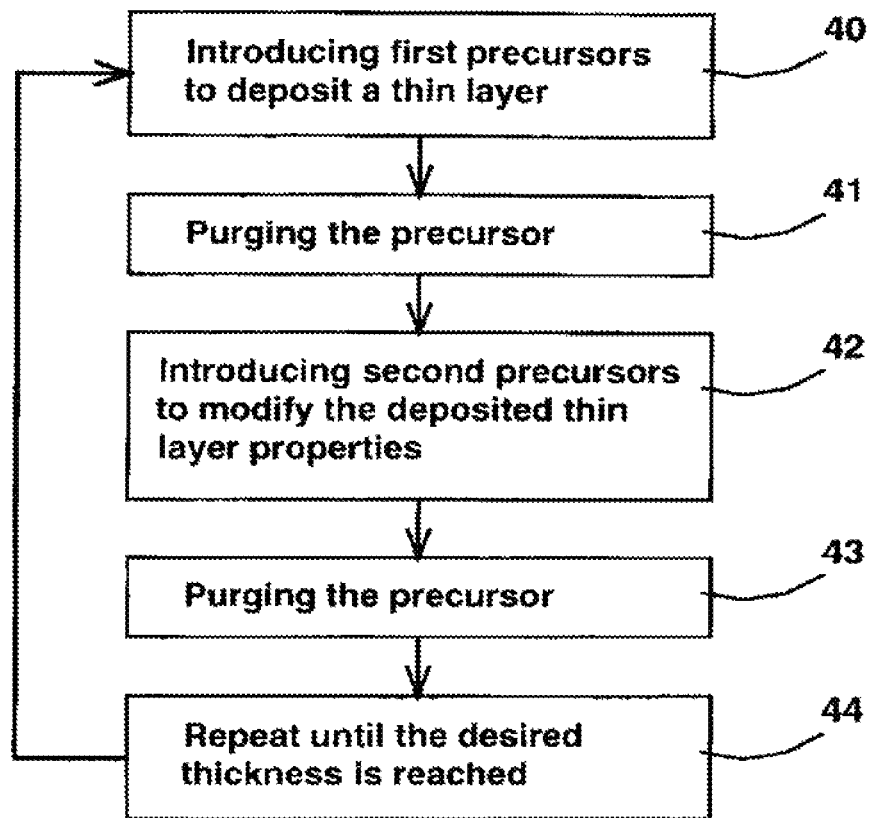 Introducing first precursors
to deposit a thin layer
40
Purging the precursor
41
Introducing second precursors
to modify the deposited thin
layer properties
42
Purging the precursor
43
Repeat until the desired
thickness is reached
44